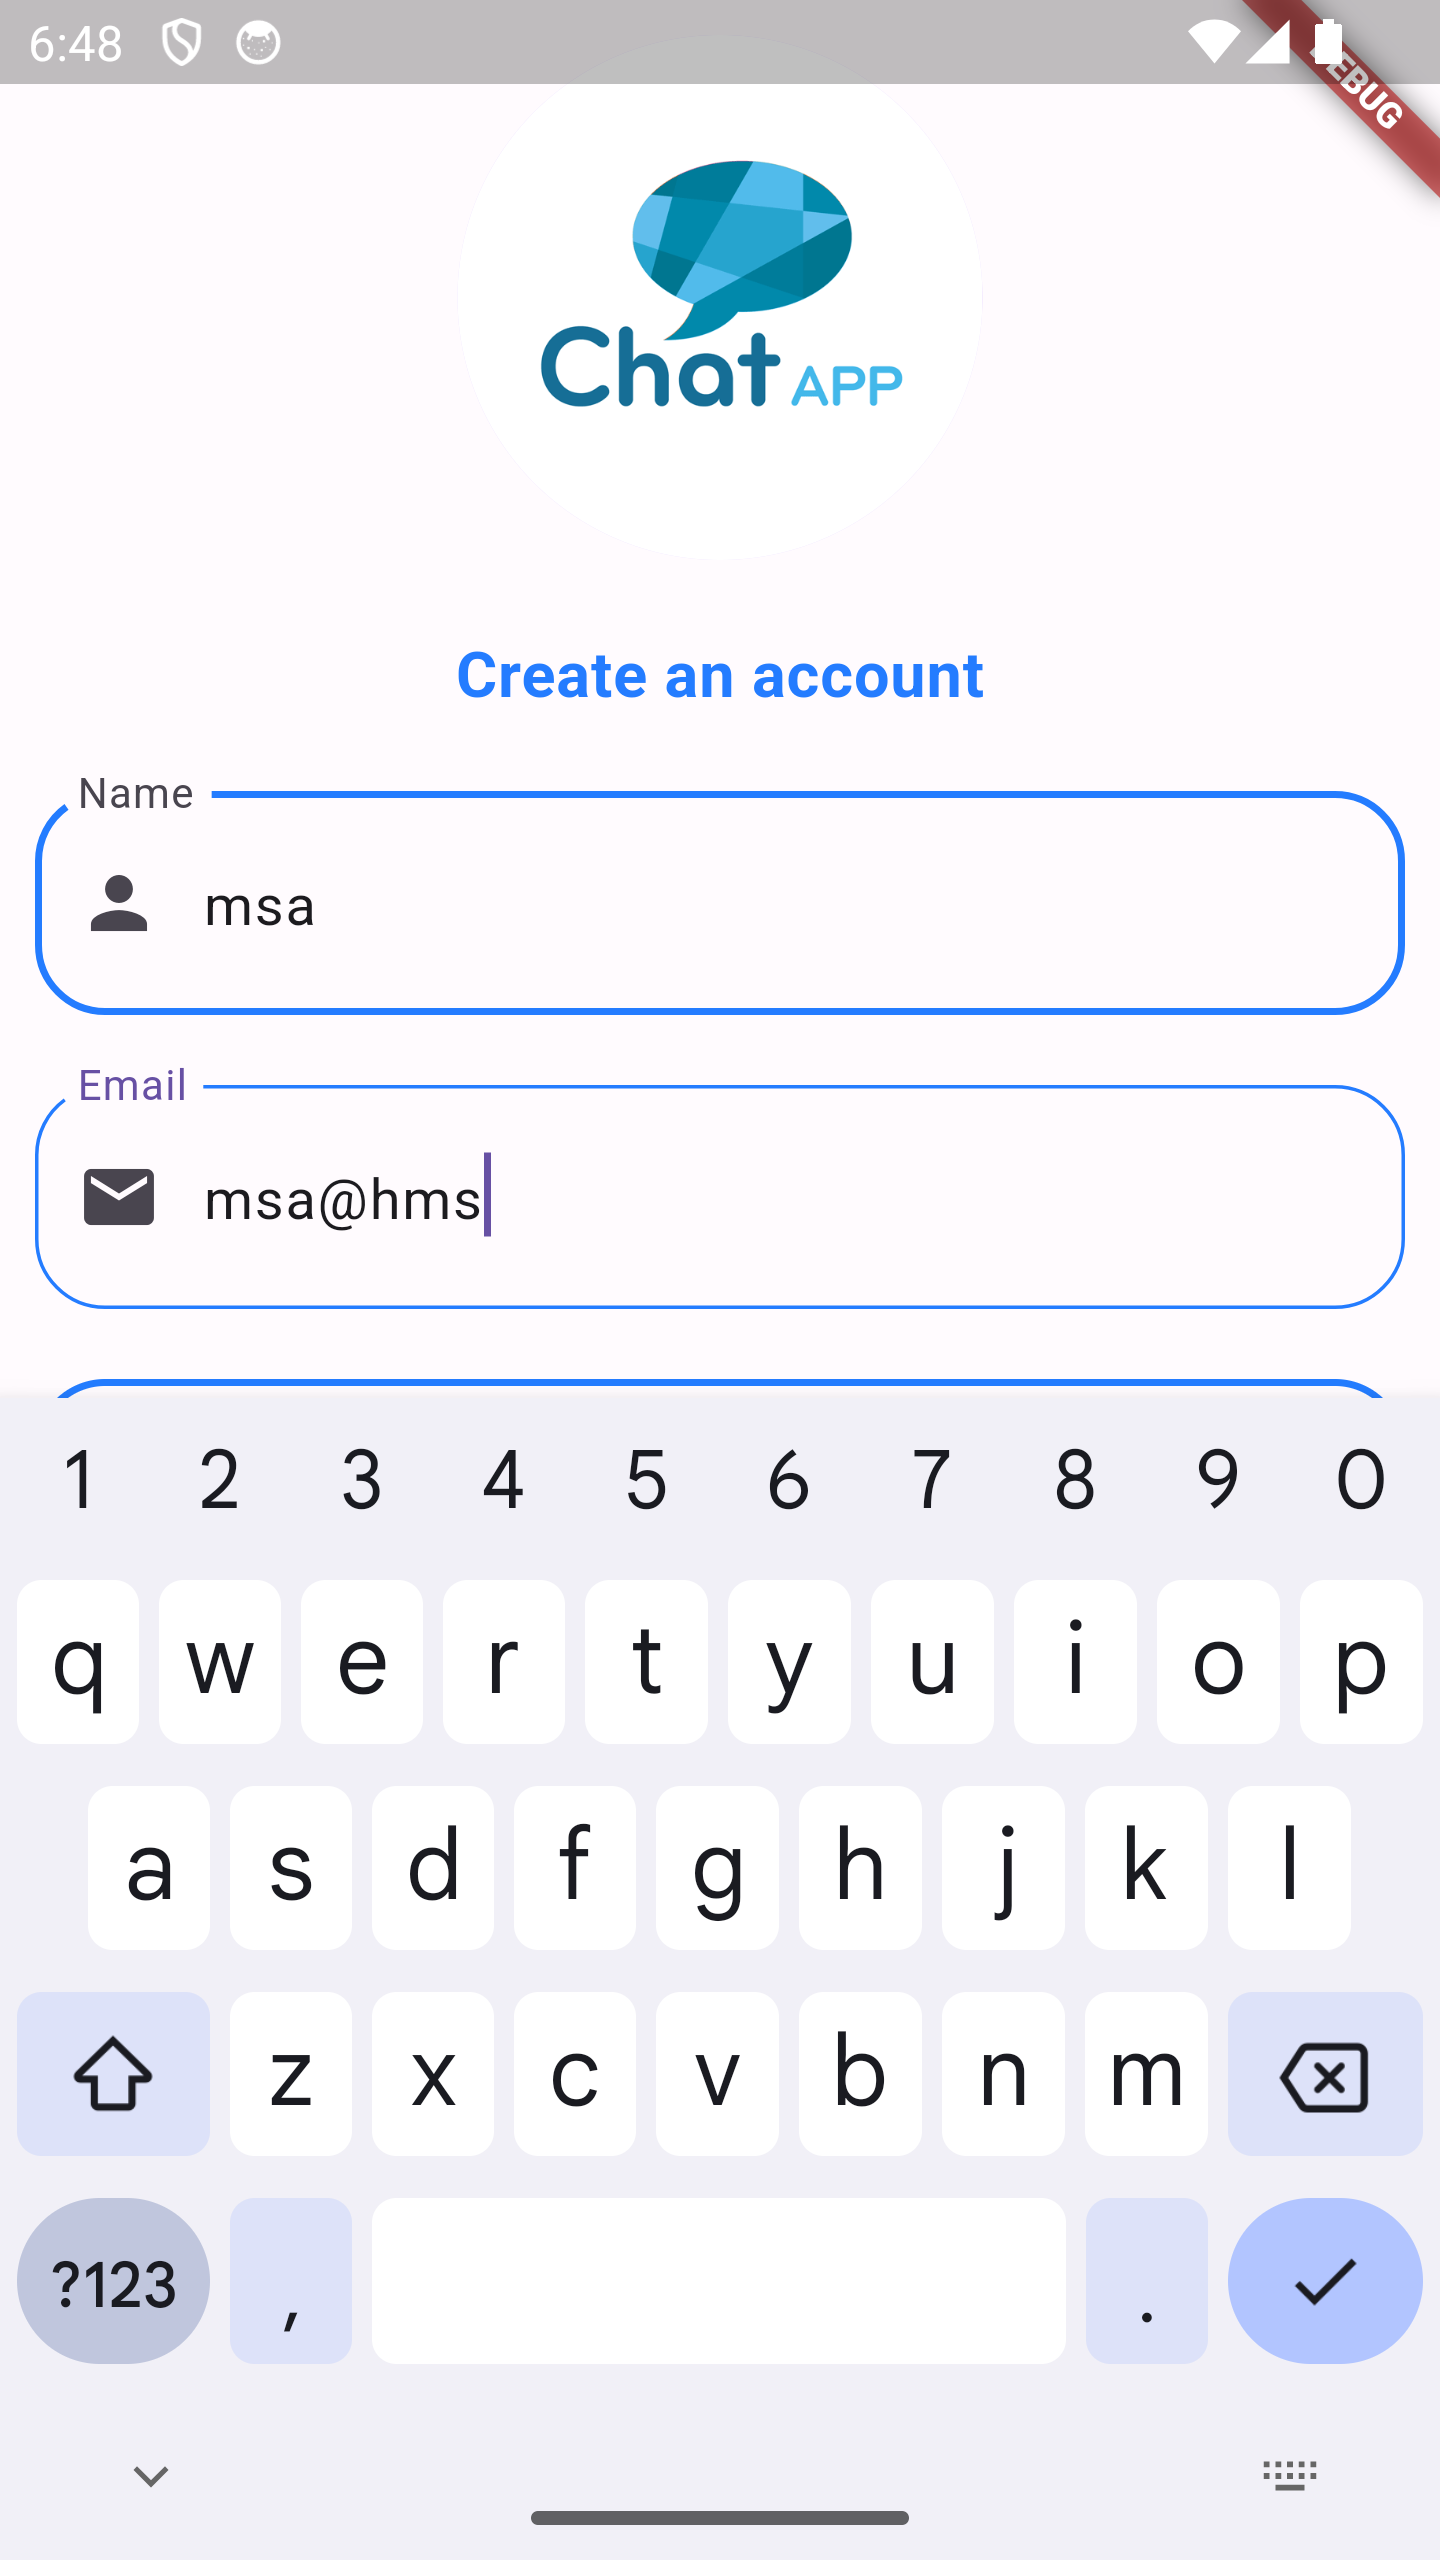 6:48
DEBUG
Chat APP
Create an account
Name
msa
Email
msa@hms
1 2 3 4 5 6 7 8 9 0
q w e r t y u i o p
a s d f g h j k l
z x c v b n m
?123 , .